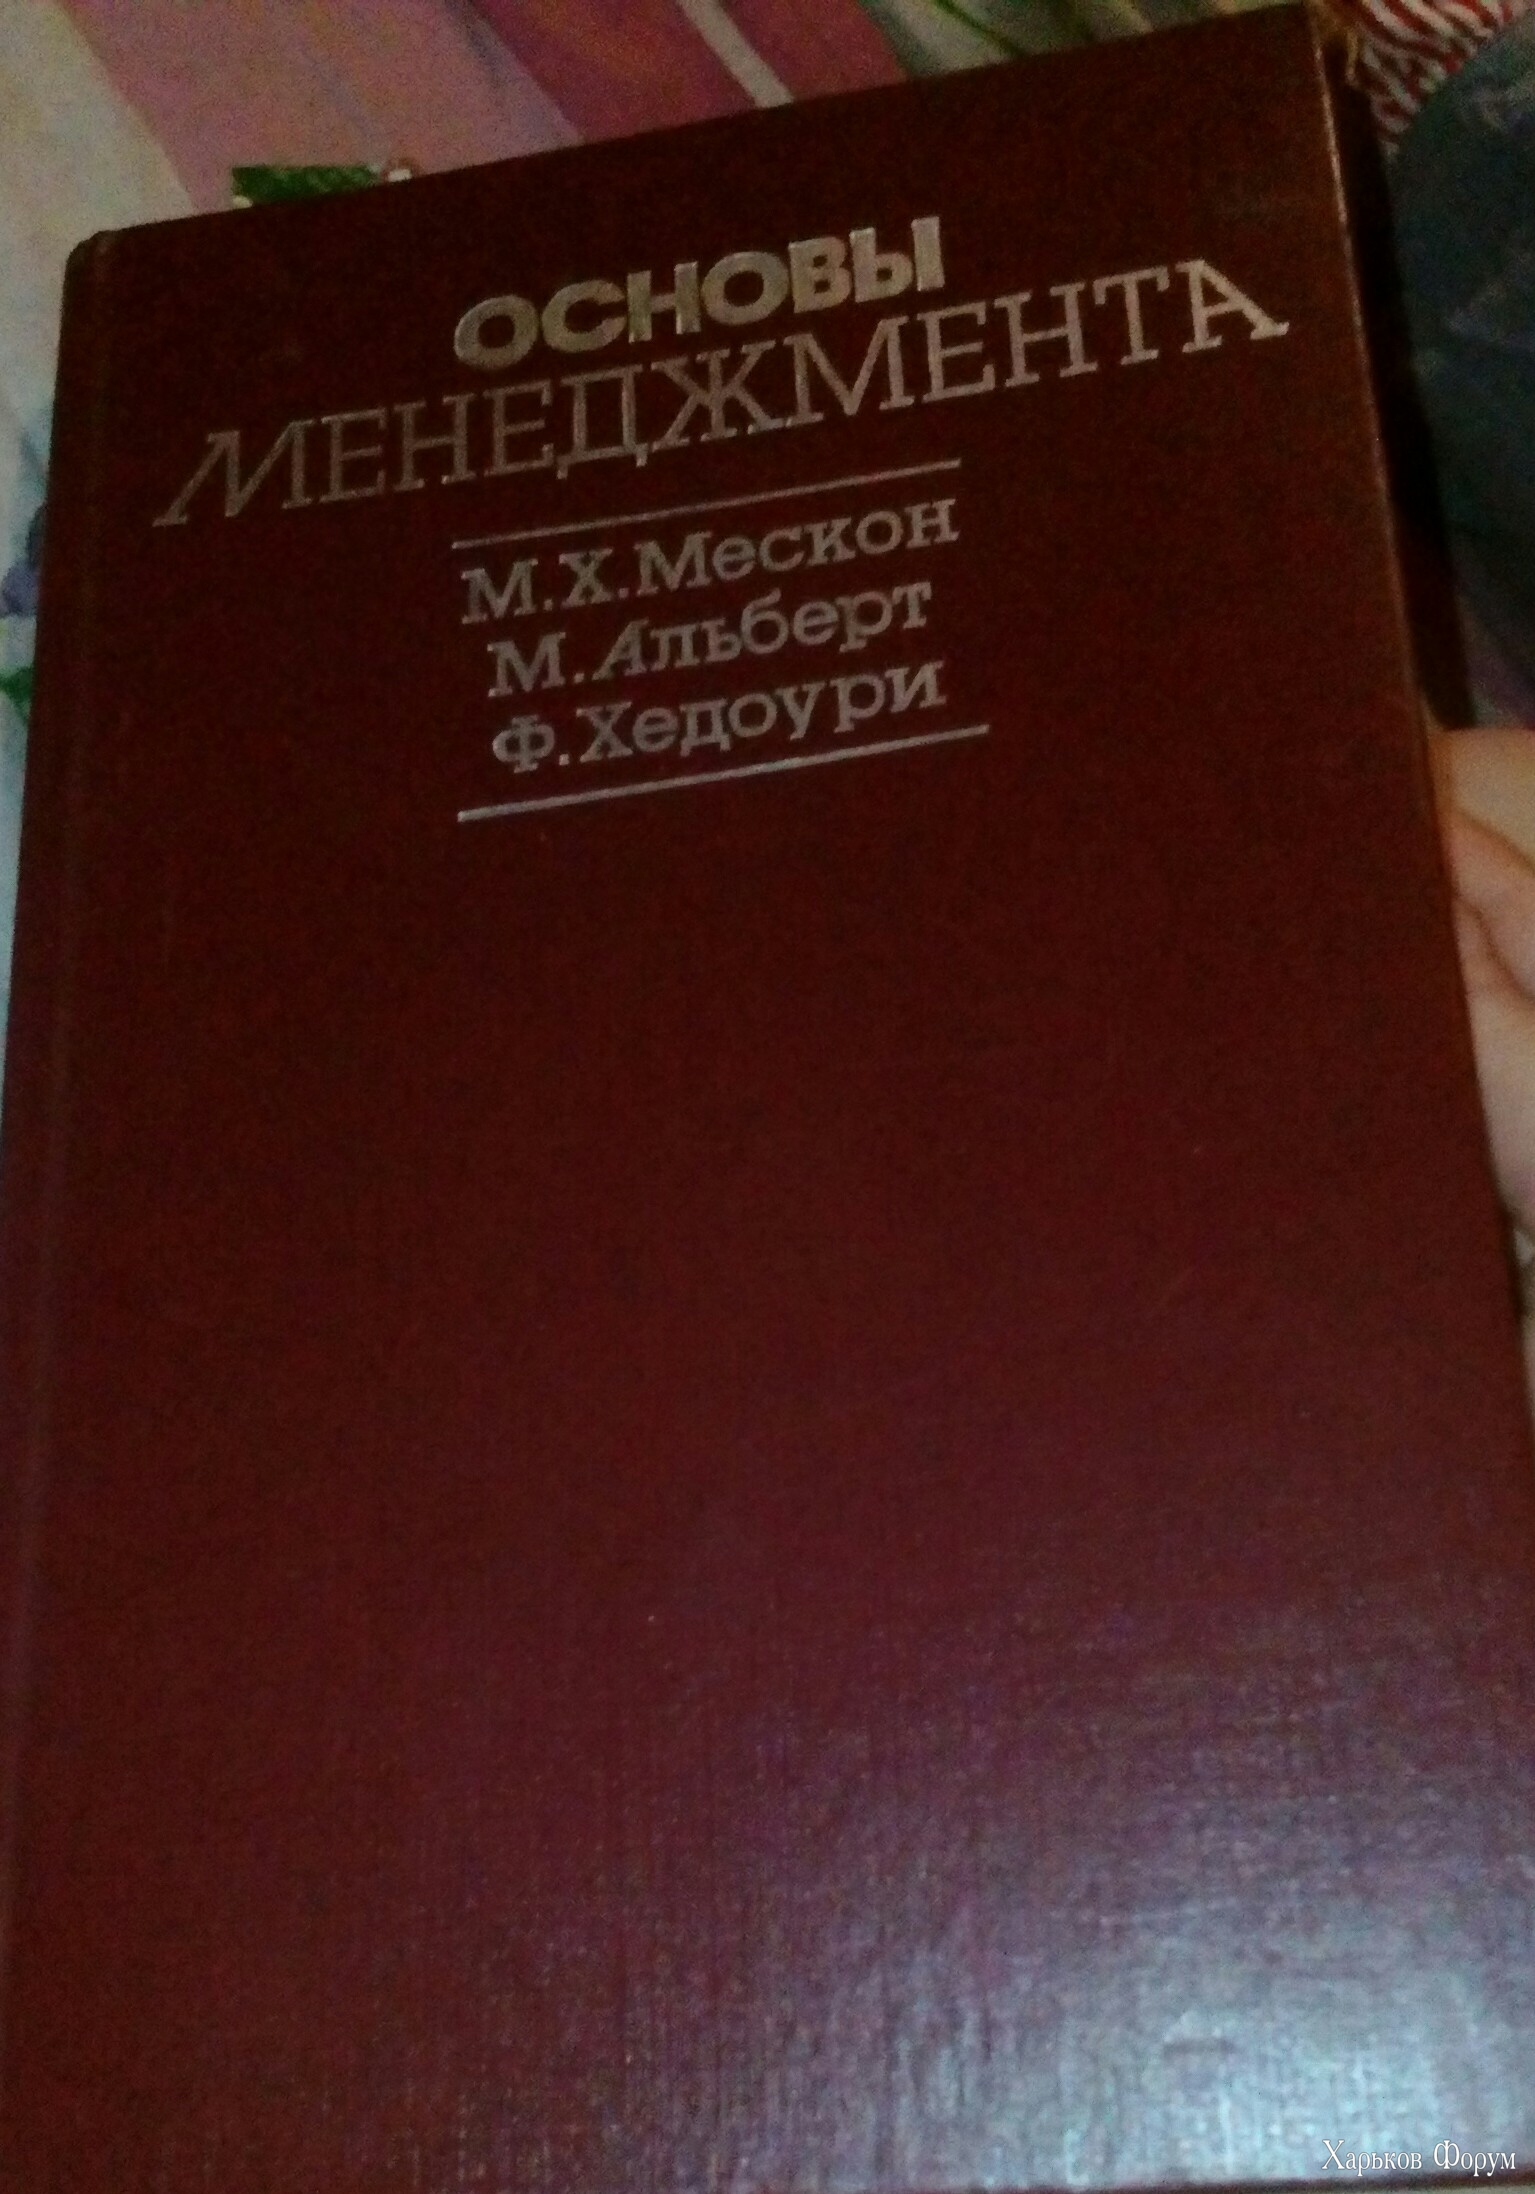 ОСНОВЫ
МЕНЕДЖМЕНТА
М.Х.Мескон
М.Альберт
Ф.Хедоури
Харьков Форум